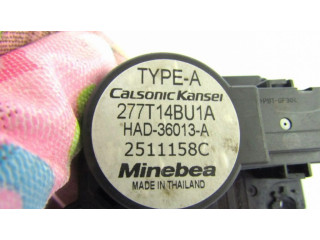 TYPE-A
CALSONIC KANSEI
277T14BU1A
HAD-36013-A
2511158C
Minebea
MADE IN THAILAND